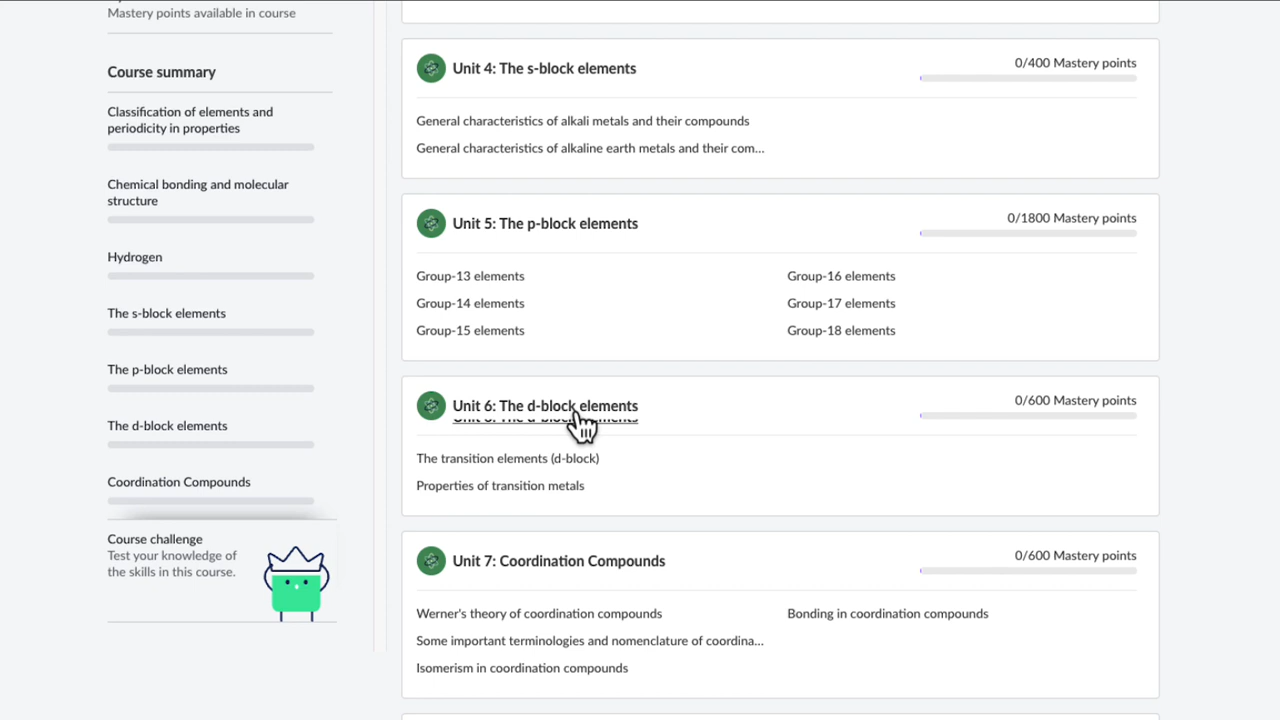 Mastery points available in course
Course summary
Classification of elements and
periodicity in properties
Chemical bonding and molecular
structure
Hydrogen
The s-block elements
The p-block elements
The d-block elements
Coordination Compounds
Course challenge
Test your knowledge of
the skills in this course.
Unit 4: The s-block elements
0/400 Mastery points
General characteristics of alkali metals and their compounds
General characteristics of alkaline earth metals and their com...
Unit 5: The p-block elements
0/1800 Mastery points
Group-13 elements
Group-14 elements
Group-15 elements
Group-16 elements
Group-17 elements
Group-18 elements
Unit 6: The d-block elements
0/600 Mastery points
The transition elements (d-block)
Properties of transition metals
Unit 7: Coordination Compounds
0/600 Mastery points
Werner's theory of coordination compounds
Some important terminologies and nomenclature of coordina...
Isomerism in coordination compounds
Bonding in coordination compounds